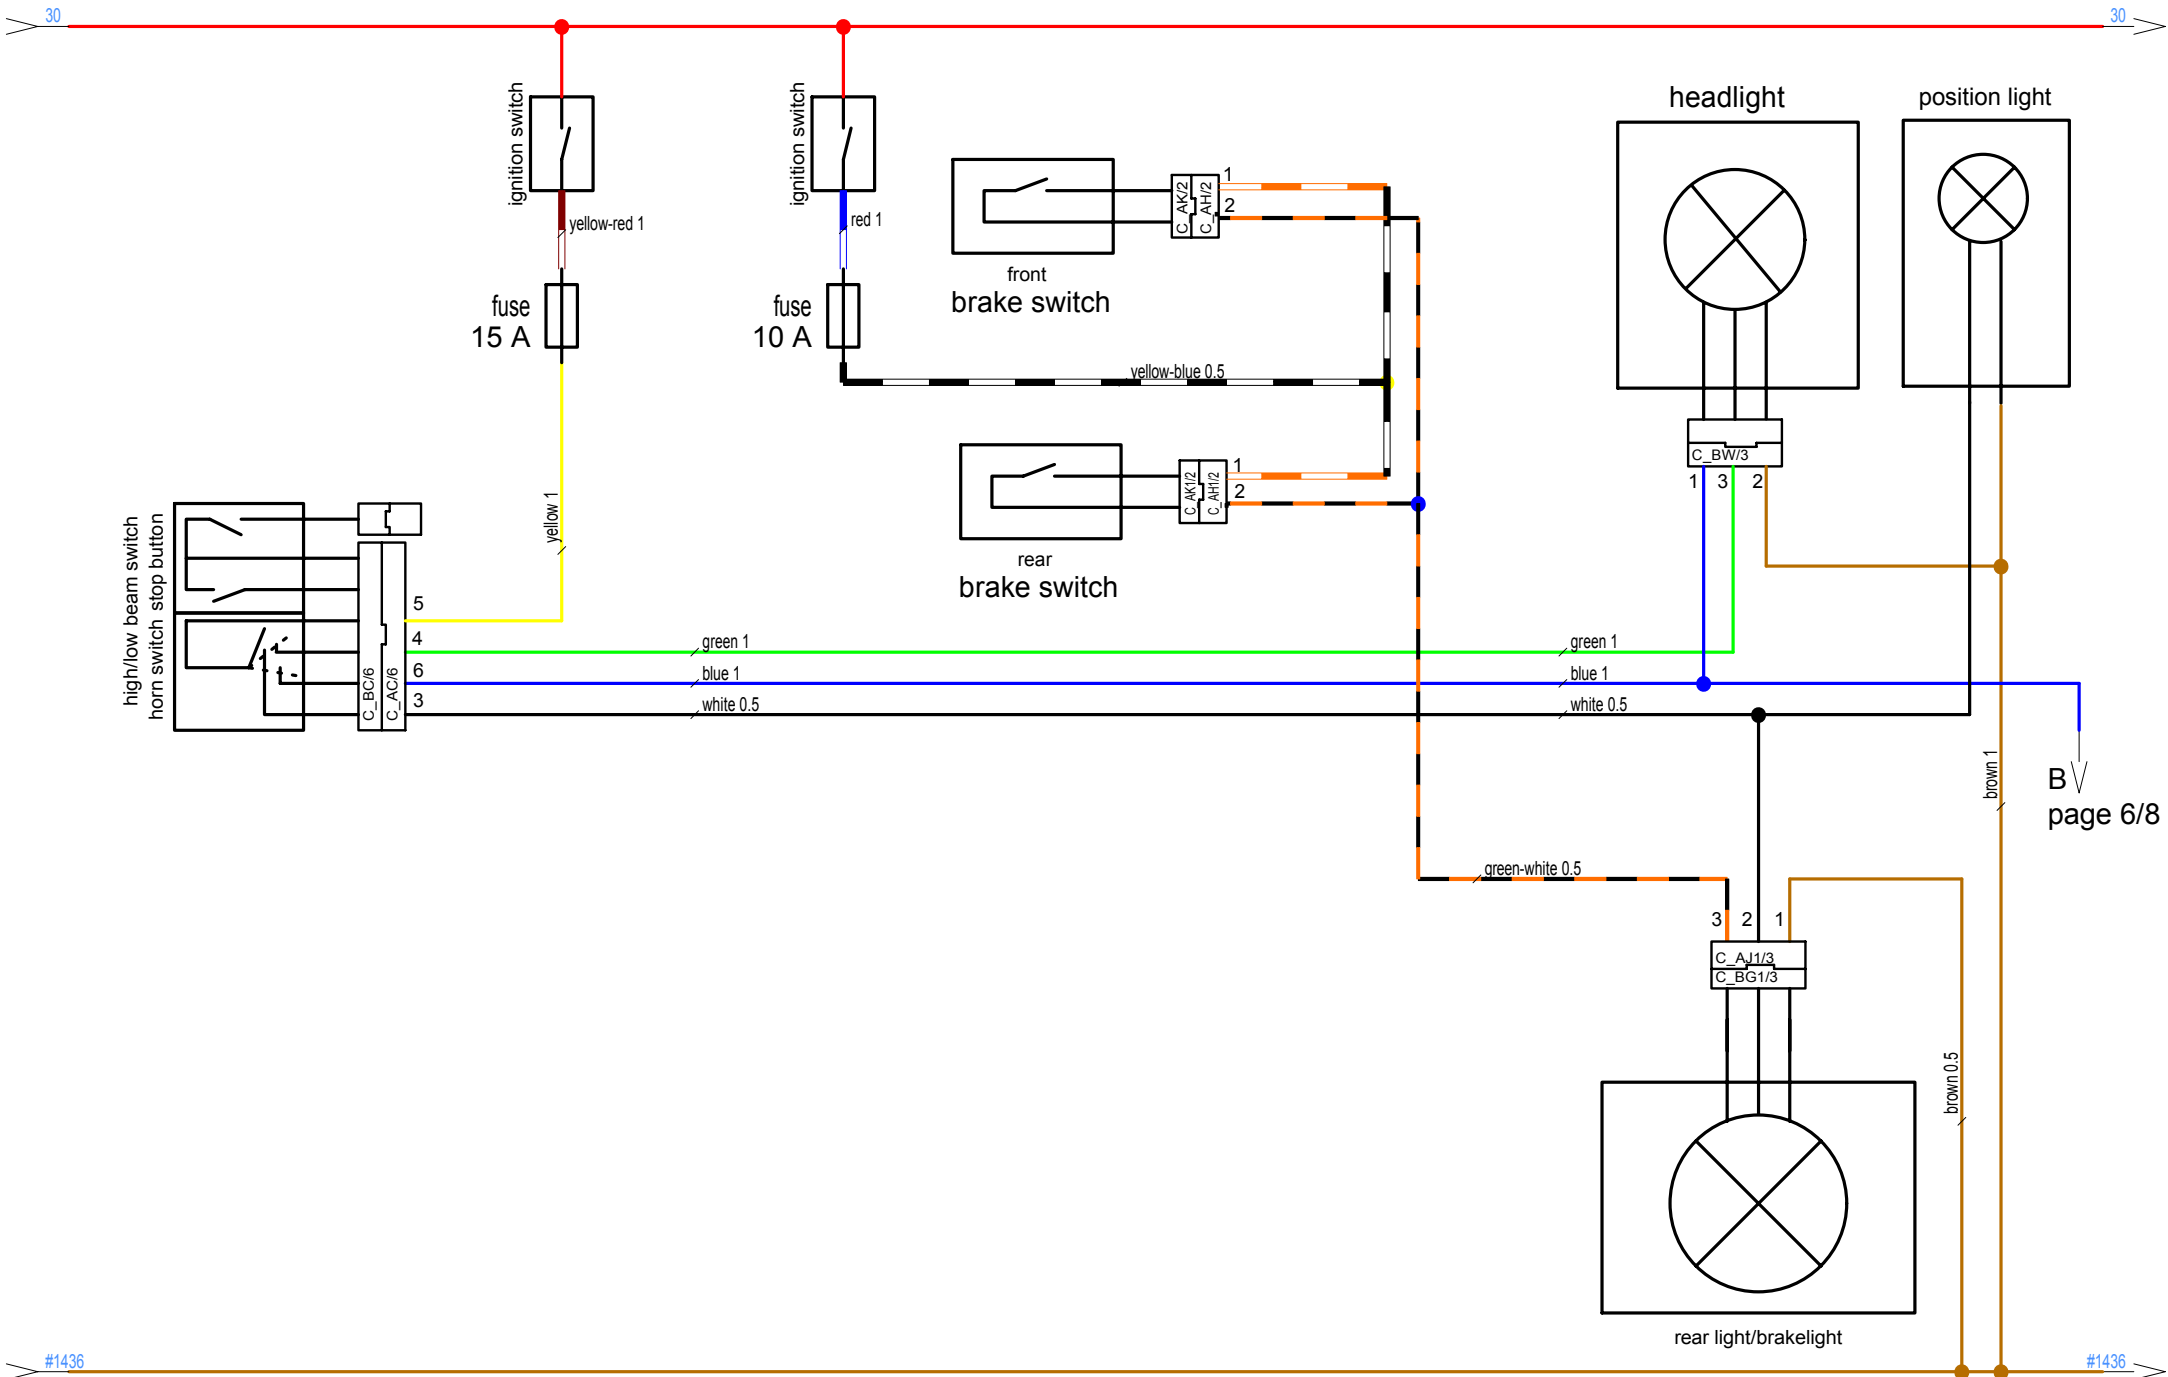 30
30
ignition switch
ignition switch
headlight
position light
yellow-red 1
red 1
C_AK/2
C_AH/2
1
2
front
brake switch
fuse
15 A
fuse
10 A
yellow-blue 0.5
C_AK1/2
C_AH1/2
1
2
rear
brake switch
C_BW/3
1
3
2
yellow 1
high/low beam switch
horn switch stop button
C_BC/6
C_AC/6
5
4
6
3
green 1
green 1
blue 1
blue 1
white 0.5
white 0.5
brown 1
B
page 6/8
green-white 0.5
3
2
1
C_AJ1/3
C_BG1/3
brown 0.5
rear light/brakelight
#1436
#1436